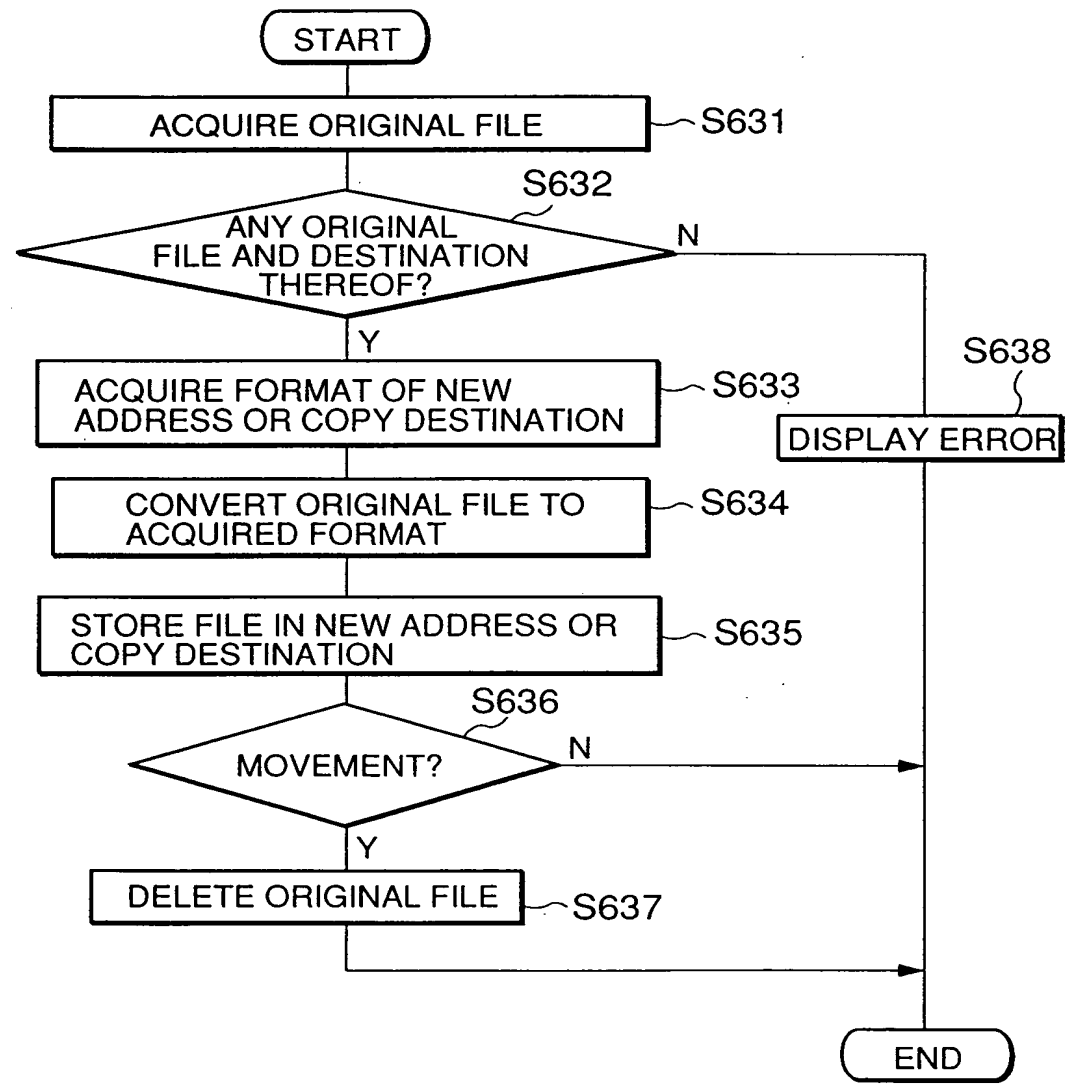 START
ACQUIRE ORIGINAL FILE
S631
S632
ANY ORIGINAL
FILE AND DESTINATION
THEREOF?
N
Y
ACQUIRE FORMAT OF NEW
ADDRESS OR COPY DESTINATION
S633
S638
DISPLAY ERROR
CONVERT ORIGINAL FILE TO
ACQUIRED FORMAT
S634
STORE FILE IN NEW ADDRESS OR
COPY DESTINATION
S635
S636
MOVEMENT?
N
Y
DELETE ORIGINAL FILE
S637
END